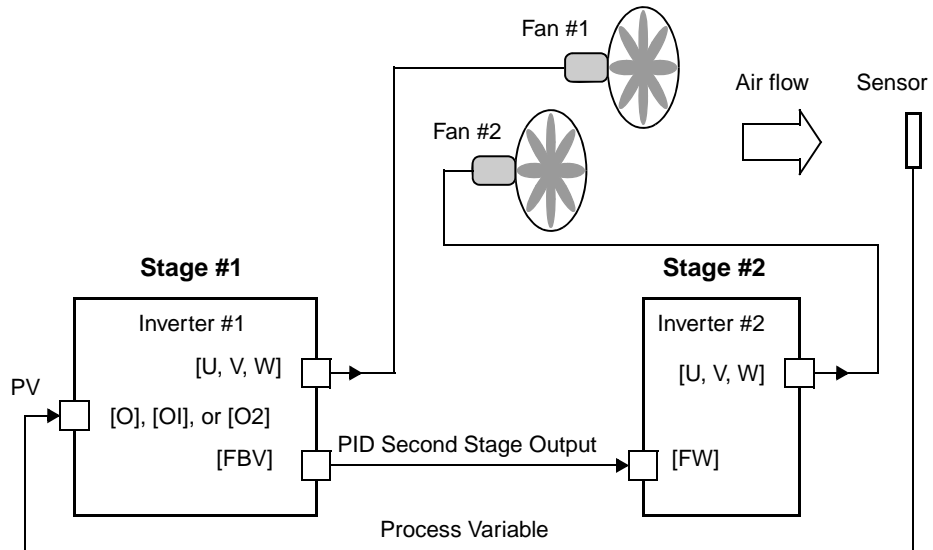 Fan #1
Air flow
Sensor
Fan #2
Stage #1
Stage #2
Inverter #1
Inverter #2
[U, V, W]
[U, V, W]
PV
[O], [OI], or [O2]
PID Second Stage Output
[FBV]
[FW]
Process Variable